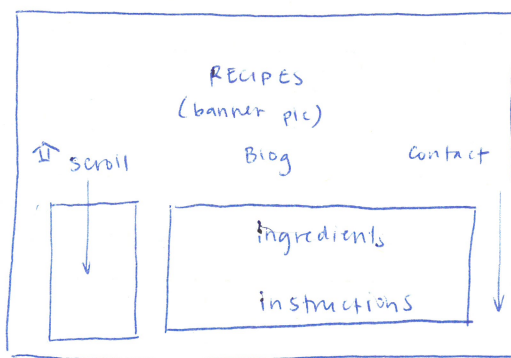 RECIPES
(banner pic)
scroll Blog Contact
ingredients
instructions